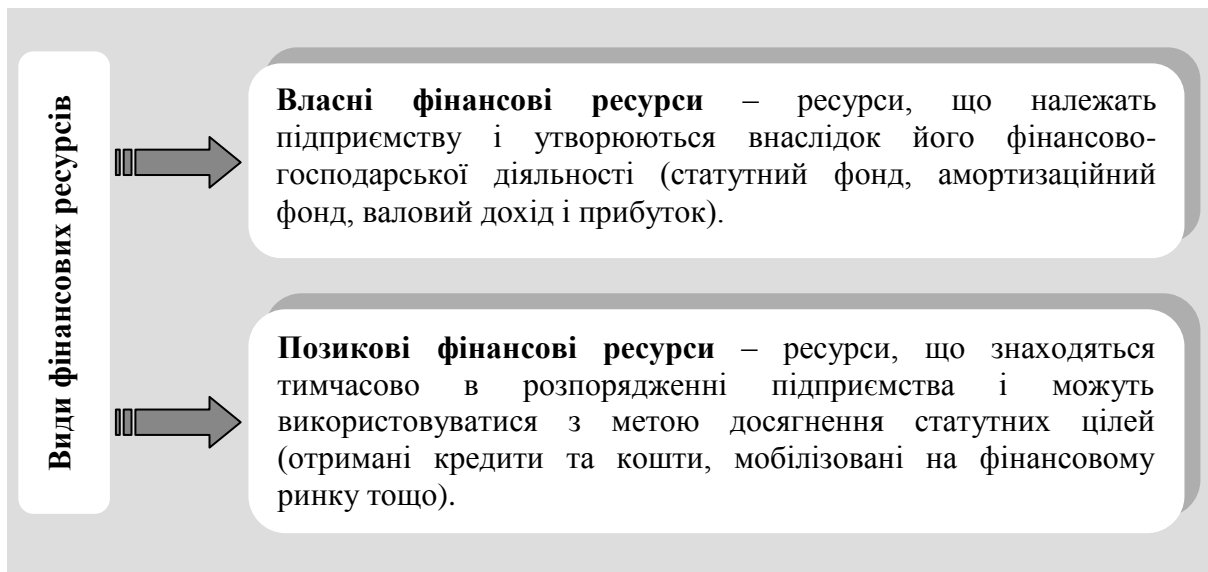 Види фінансових ресурсів
Власні фінансові ресурси – ресурси, що належать
підприємству і утворюються внаслідок його фінансово-
господарської діяльності (статутний фонд, амортизаційний
фонд, валовий дохід і прибуток).
Позикові фінансові ресурси – ресурси, що знаходяться
тимчасово в розпорядженні підприємства і можуть
використовуватися з метою досягнення статутних цілей
(отримані кредити та кошти, мобілізовані на фінансовому
ринку тощо).